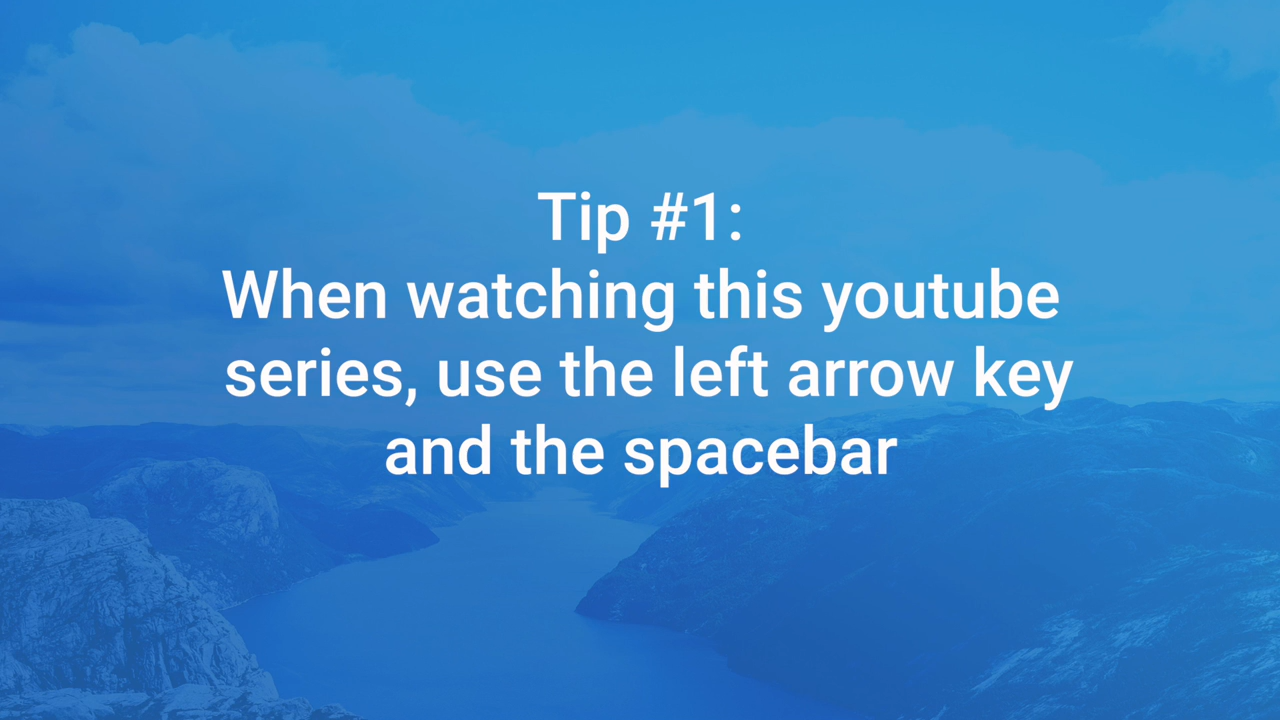 Tip #1:
When watching this youtube
series, use the left arrow key
and the spacebar